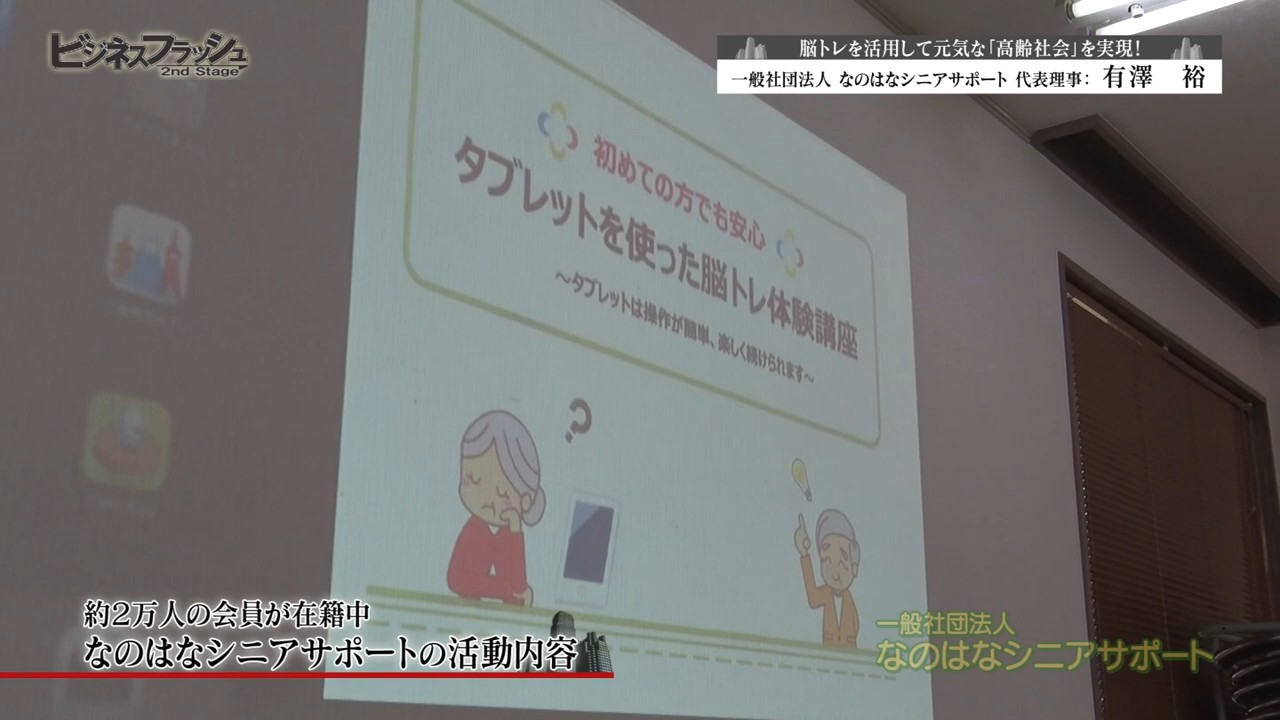 ビジネスフラッシュ
2nd Stage
脳トレを活用して元気な「高齢社会」を実現!
一般社団法人 なのはなシニアサポート 代表理事: 有澤 裕
初めての方でも安心
タブレットを使った脳トレ体験講座
～タブレットは操作が簡単、楽しく続けられます～
?
約2万人の会員が在籍中
なのはなシニアサポートの活動内容
一般社団法人
なのはなシニアサポート